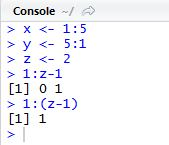 Console ~/
> x <- 1:5
> y <- 5:1
> z <- 2
> 1:z-1
[1] 0 1
> 1:(z-1)
[1] 1
>